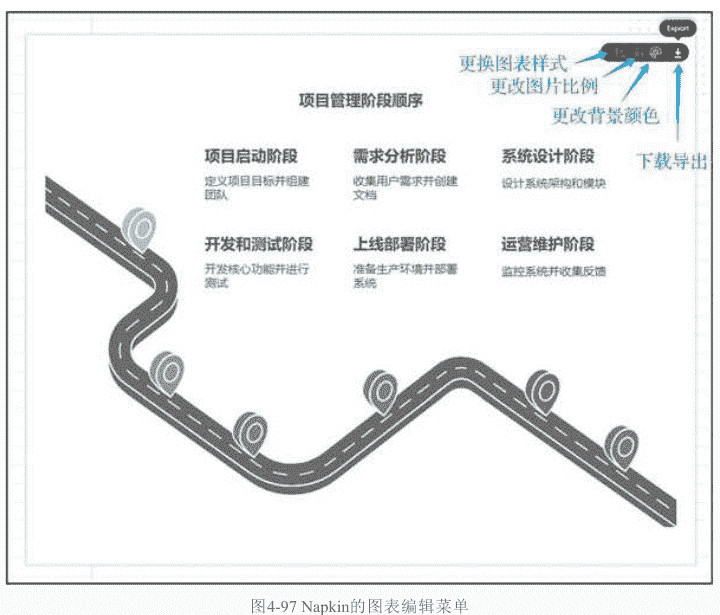 Export
更换图表样式
更改图片比例
更改背景颜色
下载导出
项目管理阶段顺序
项目启动阶段
定义项目目标并组建
团队
需求分析阶段
收集用户需求并创建
文档
系统设计阶段
设计系统架构和模块
开发和测试阶段
开发核心功能并进行
测试
上线部署阶段
准备生产环境并部署
系统
运营维护阶段
监控系统并收集反馈
图4-97 Napkin的图表编辑菜单